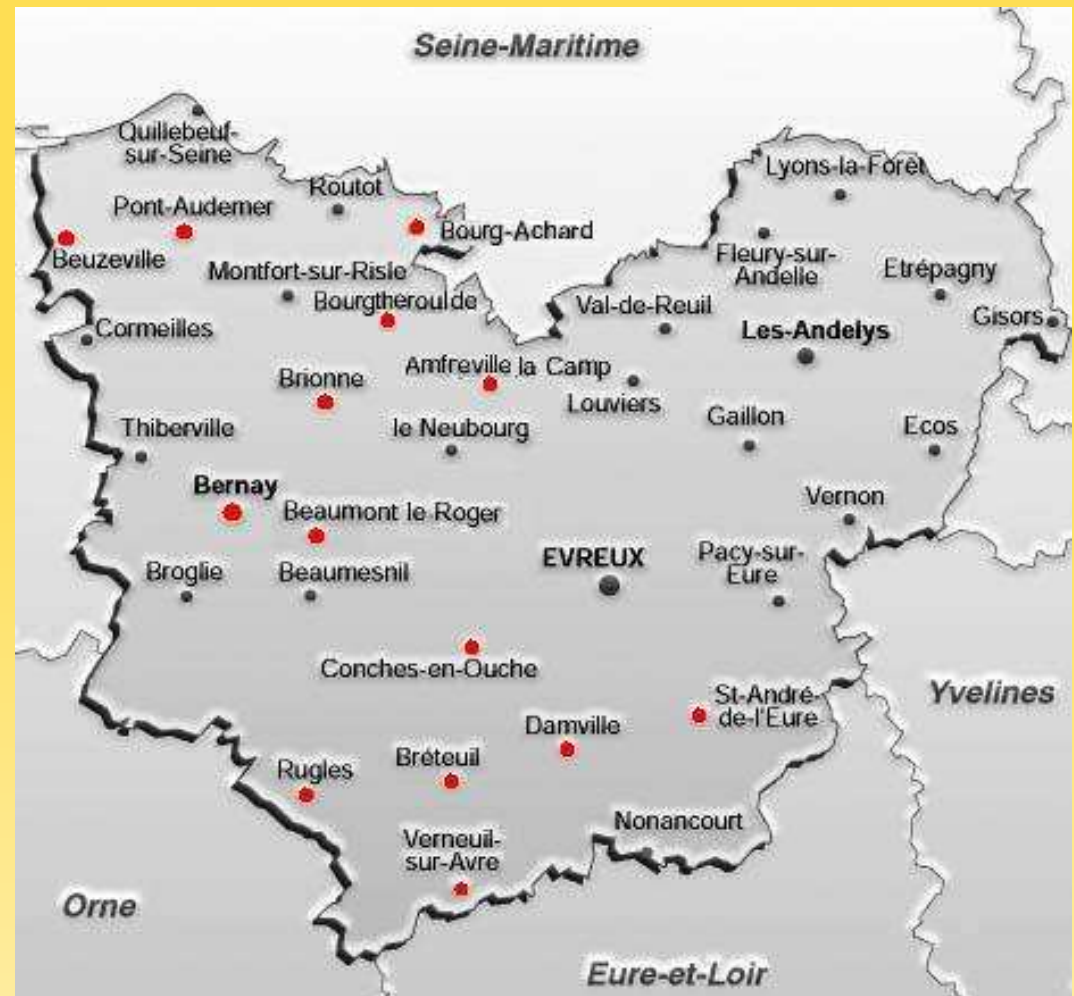 Seine-Maritime
Quillebeuf-
sur-Seine
Lyons-la-Forêt
Routot
Pont-Audemer
Bourg-Achard
Beuzeville
Fleury-sur-
Andelle
Montfort-sur-Risle
Etrépagny
Bourgtheroulde
Val-de-Reuil
Gisors
Cormeilles
Les-Andelys
Amfreville la Camp
Brionne
Louviers
Gaillon
Thiberville
le Neubourg
Ecos
Bernay
Vernon
Beaumont le Roger
EVREUX
Pacy-sur-
Eure
Broglie
Beaumesnil
Conches-en-Ouche
Yvelines
St-André-
de-l'Eure
Damville
Bréteuil
Rugles
Nonancourt
Verneuil-
sur-Avre
Orne
Eure-et-Loir